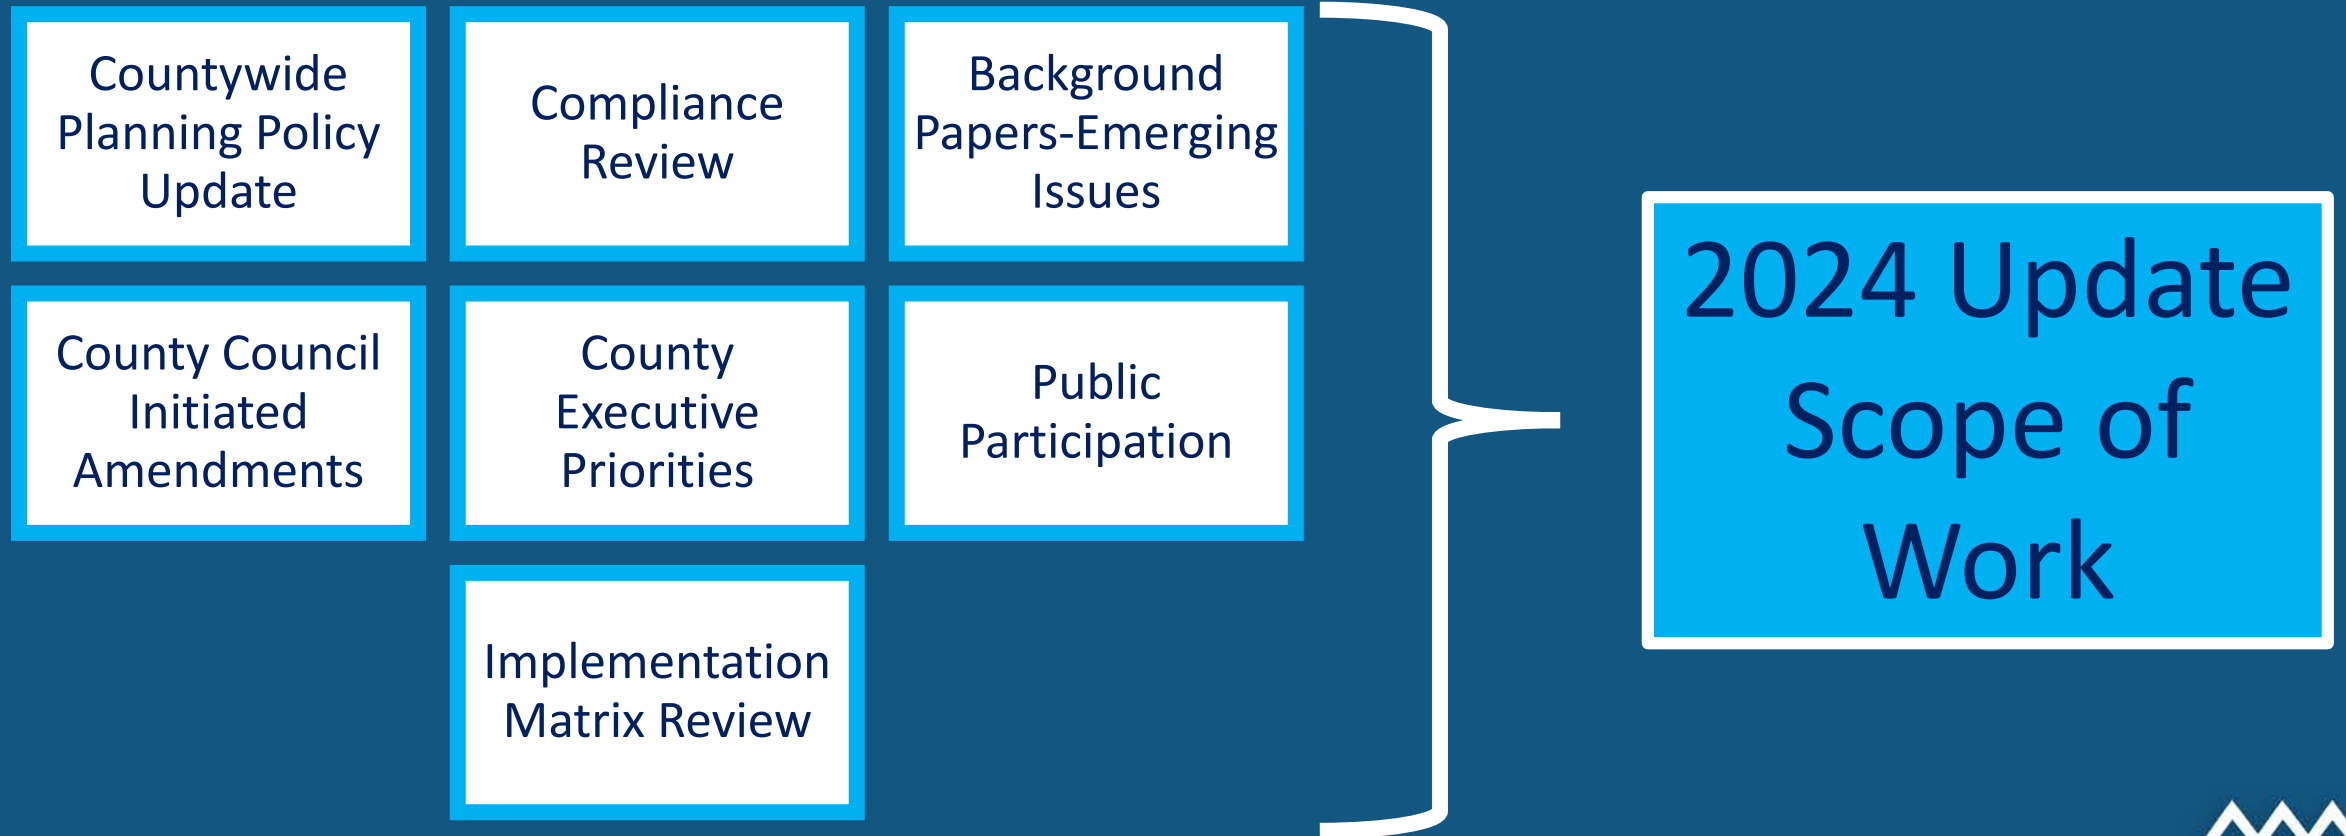 Countywide
Planning Policy
Update
Compliance
Review
Background
Papers-Emerging
Issues
County Council
Initiated
Amendments
County
Executive
Priorities
Public
Participation
Implementation
Matrix Review
2024 Update
Scope of
Work